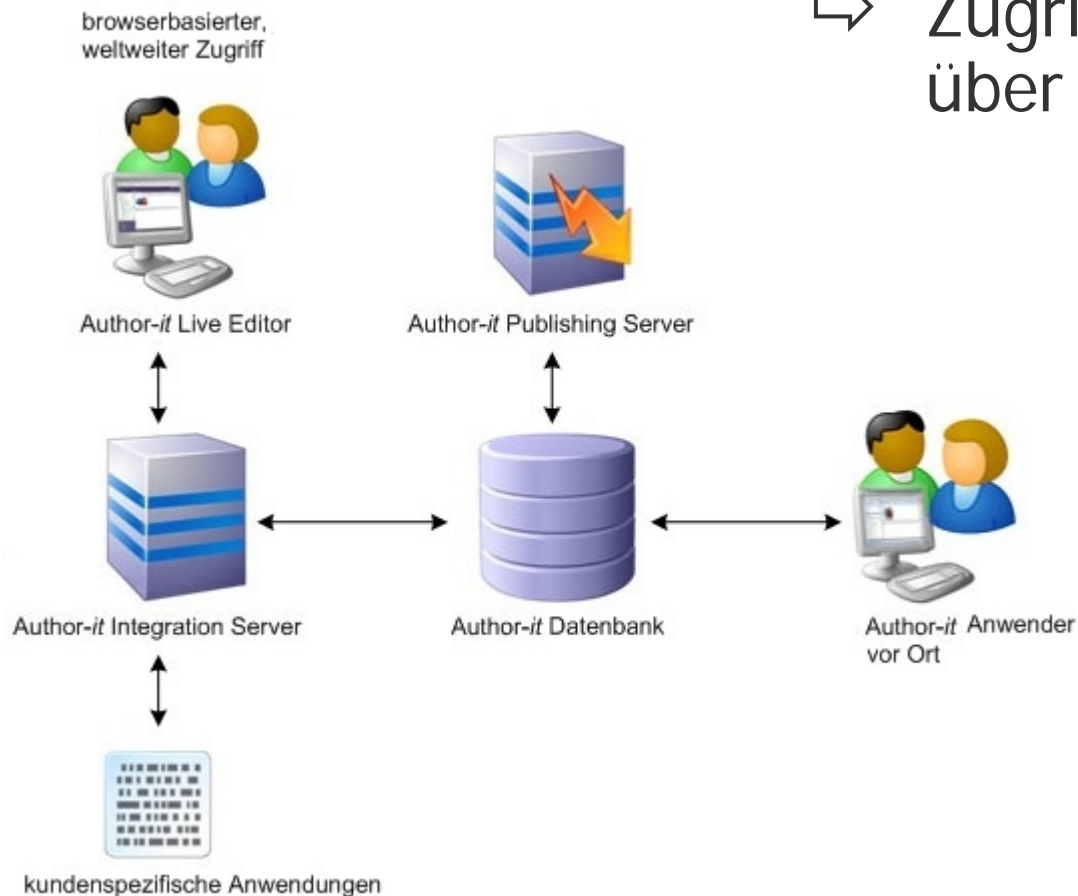 browserbasierter,
weltweiter Zugriff
über
Author-it Live Editor
Author-it Publishing Server
Author-it Integration Server
Author-it Datenbank
Author-it Anwender
vor Ort
kundenspezifische Anwendungen